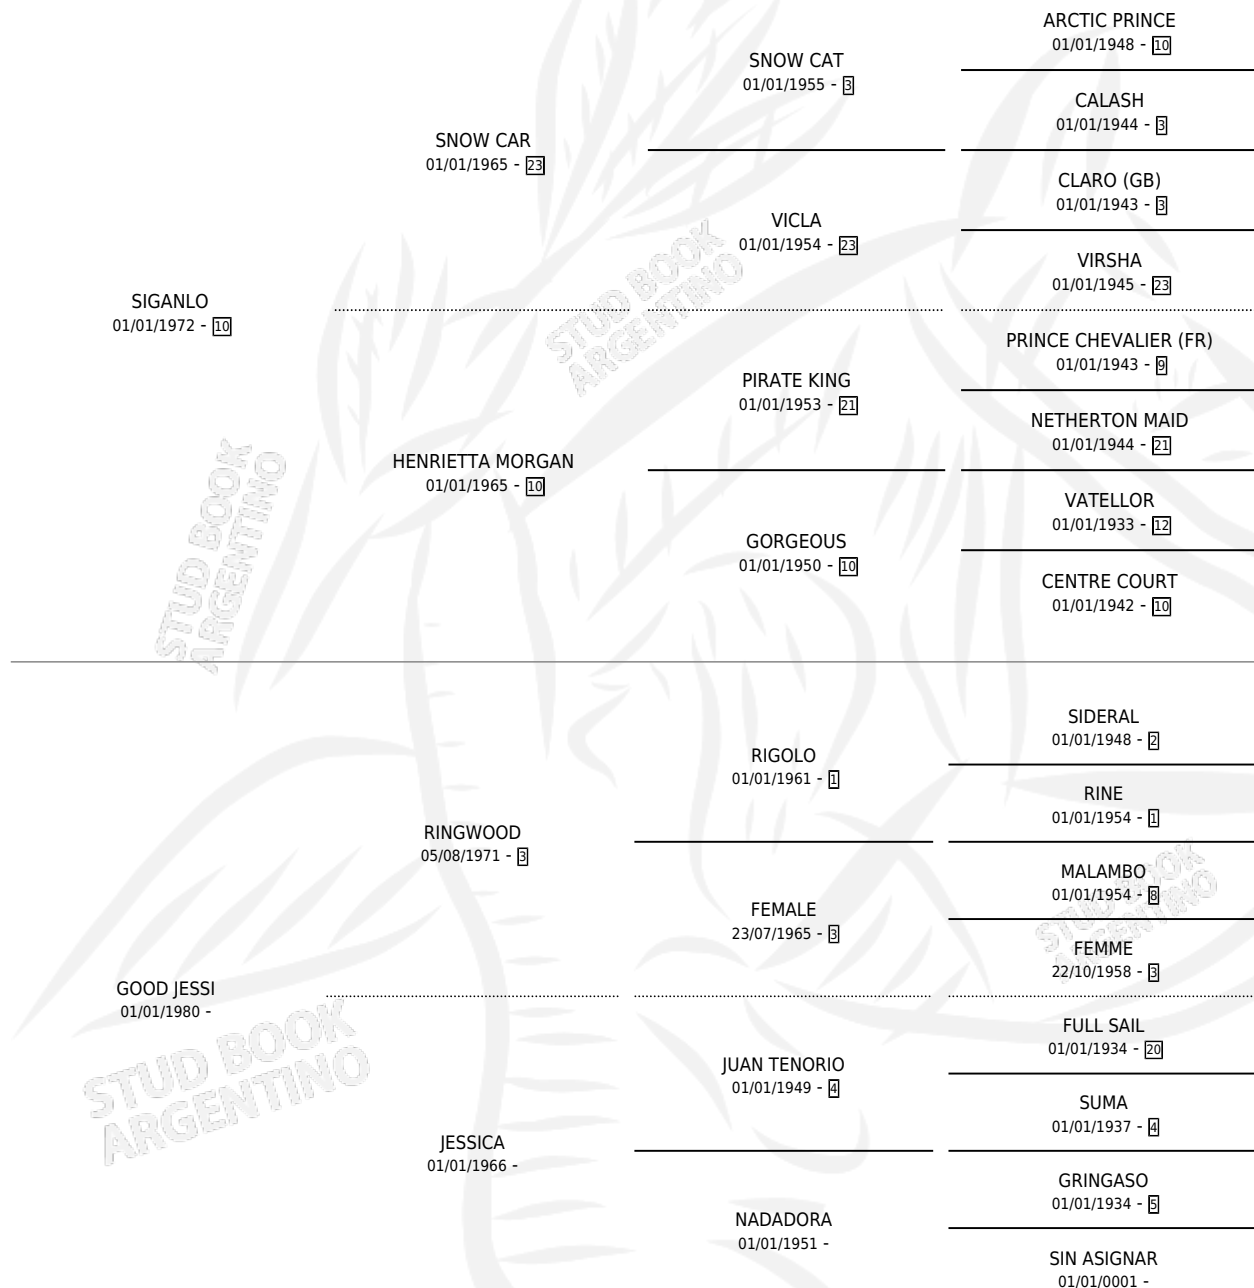 ARCTIC PRINCE
01/01/1948 - 10
SNOW CAT
01/01/1955 - 3
CALASH
01/01/1944 - 3
SNOW CAR
01/01/1965 - 23
CLARO (GB)
01/01/1943 - 3
VICLA
01/01/1954 - 23
VIRSHA
01/01/1945 - 23
SIGANLO
01/01/1972 - 10
PRINCE CHEVALIER (FR)
01/01/1943 - 9
PIRATE KING
01/01/1953 - 21
NETHERTON MAID
01/01/1944 - 21
HENRIETTA MORGAN
01/01/1965 - 10
VATELLOR
01/01/1933 - 12
GORGEOUS
01/01/1950 - 10
CENTRE COURT
01/01/1942 - 10
SIDERAL
01/01/1948 - 2
RIGOLO
01/01/1961 - 1
RINE
01/01/1954 - 1
RINGWOOD
05/08/1971 - 3
MALAMBO
01/01/1954 - 8
FEMALE
23/07/1965 - 3
FEMME
22/10/1958 - 3
GOOD JESSI
01/01/1980 -
FULL SAIL
01/01/1934 - 20
JUAN TENORIO
01/01/1949 - 4
SUMA
01/01/1937 - 4
JESSICA
01/01/1966 -
GRINGASO
01/01/1934 - 5
NADADORA
01/01/1951 -
SIN ASIGNAR
01/01/0001 -
STUD BOOK
ARGENTINO
STUD BOOK
ARGENTINO
STUD BOOK
ARGENTINO
STUD BOOK
ARGENTINO